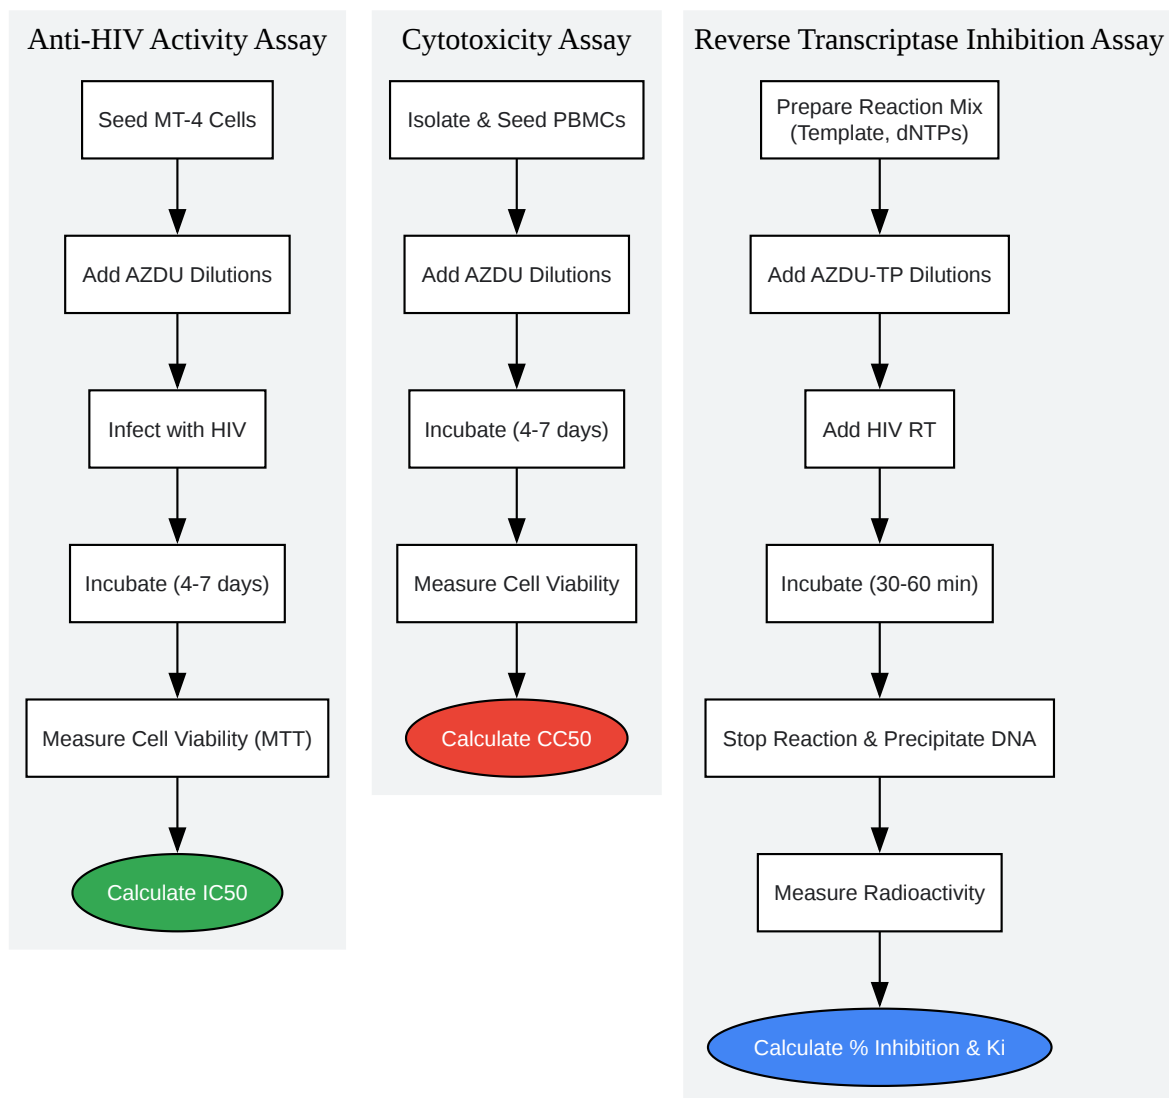 Anti-HIV Activity Assay
Seed MT-4 Cells
Add AZDU Dilutions
Infect with HIV
Incubate (4-7 days)
Measure Cell Viability (MTT)
Calculate IC50
Cytotoxicity Assay
Isolate & Seed PBMCs
Add AZDU Dilutions
Incubate (4-7 days)
Measure Cell Viability
Calculate CC50
Reverse Transcriptase Inhibition Assay
Prepare Reaction Mix
(Template, dNTPs)
Add AZDU-TP Dilutions
Add HIV RT
Incubate (30-60 min)
Stop Reaction & Precipitate DNA
Measure Radioactivity
Calculate % Inhibition & Ki